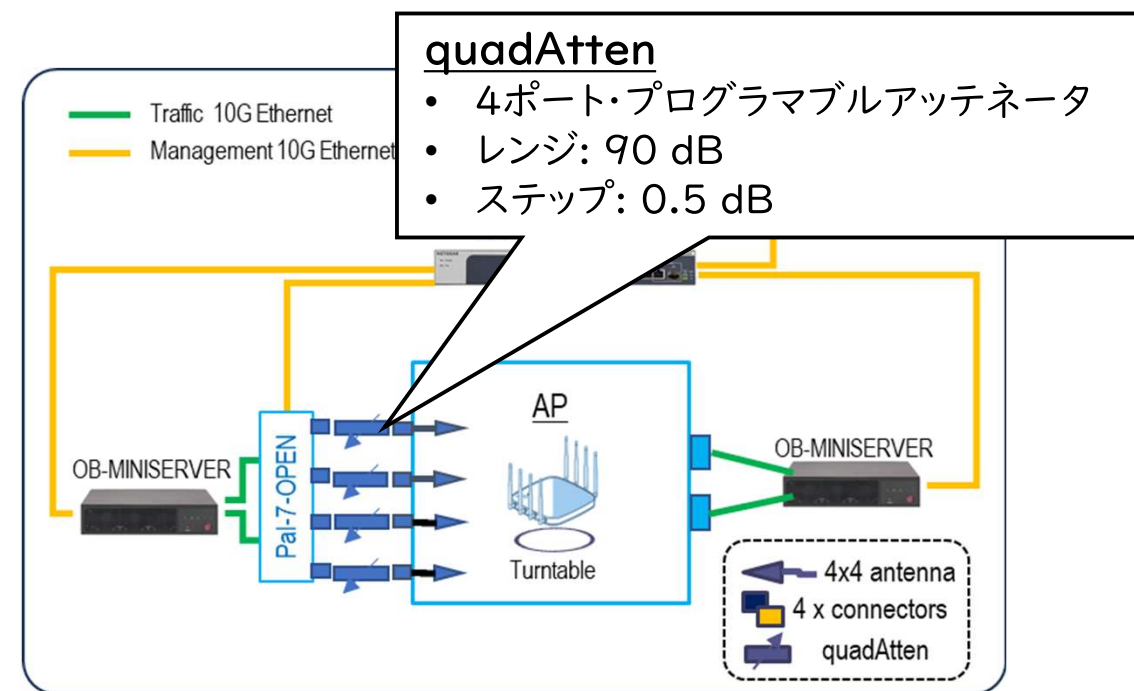 quadAtten
• 4ポート・プログラマブルアッテネータ
• レンジ: 90 dB
• ステップ: 0.5 dB
Traffic 10G Ethernet
Management 10G Ethernet
NETGEAR
AP
OB-MINISERVER
OB-MINISERVER
Pal-7-OPEN
Turntable
4x4 antenna
4 x connectors
quadAtten